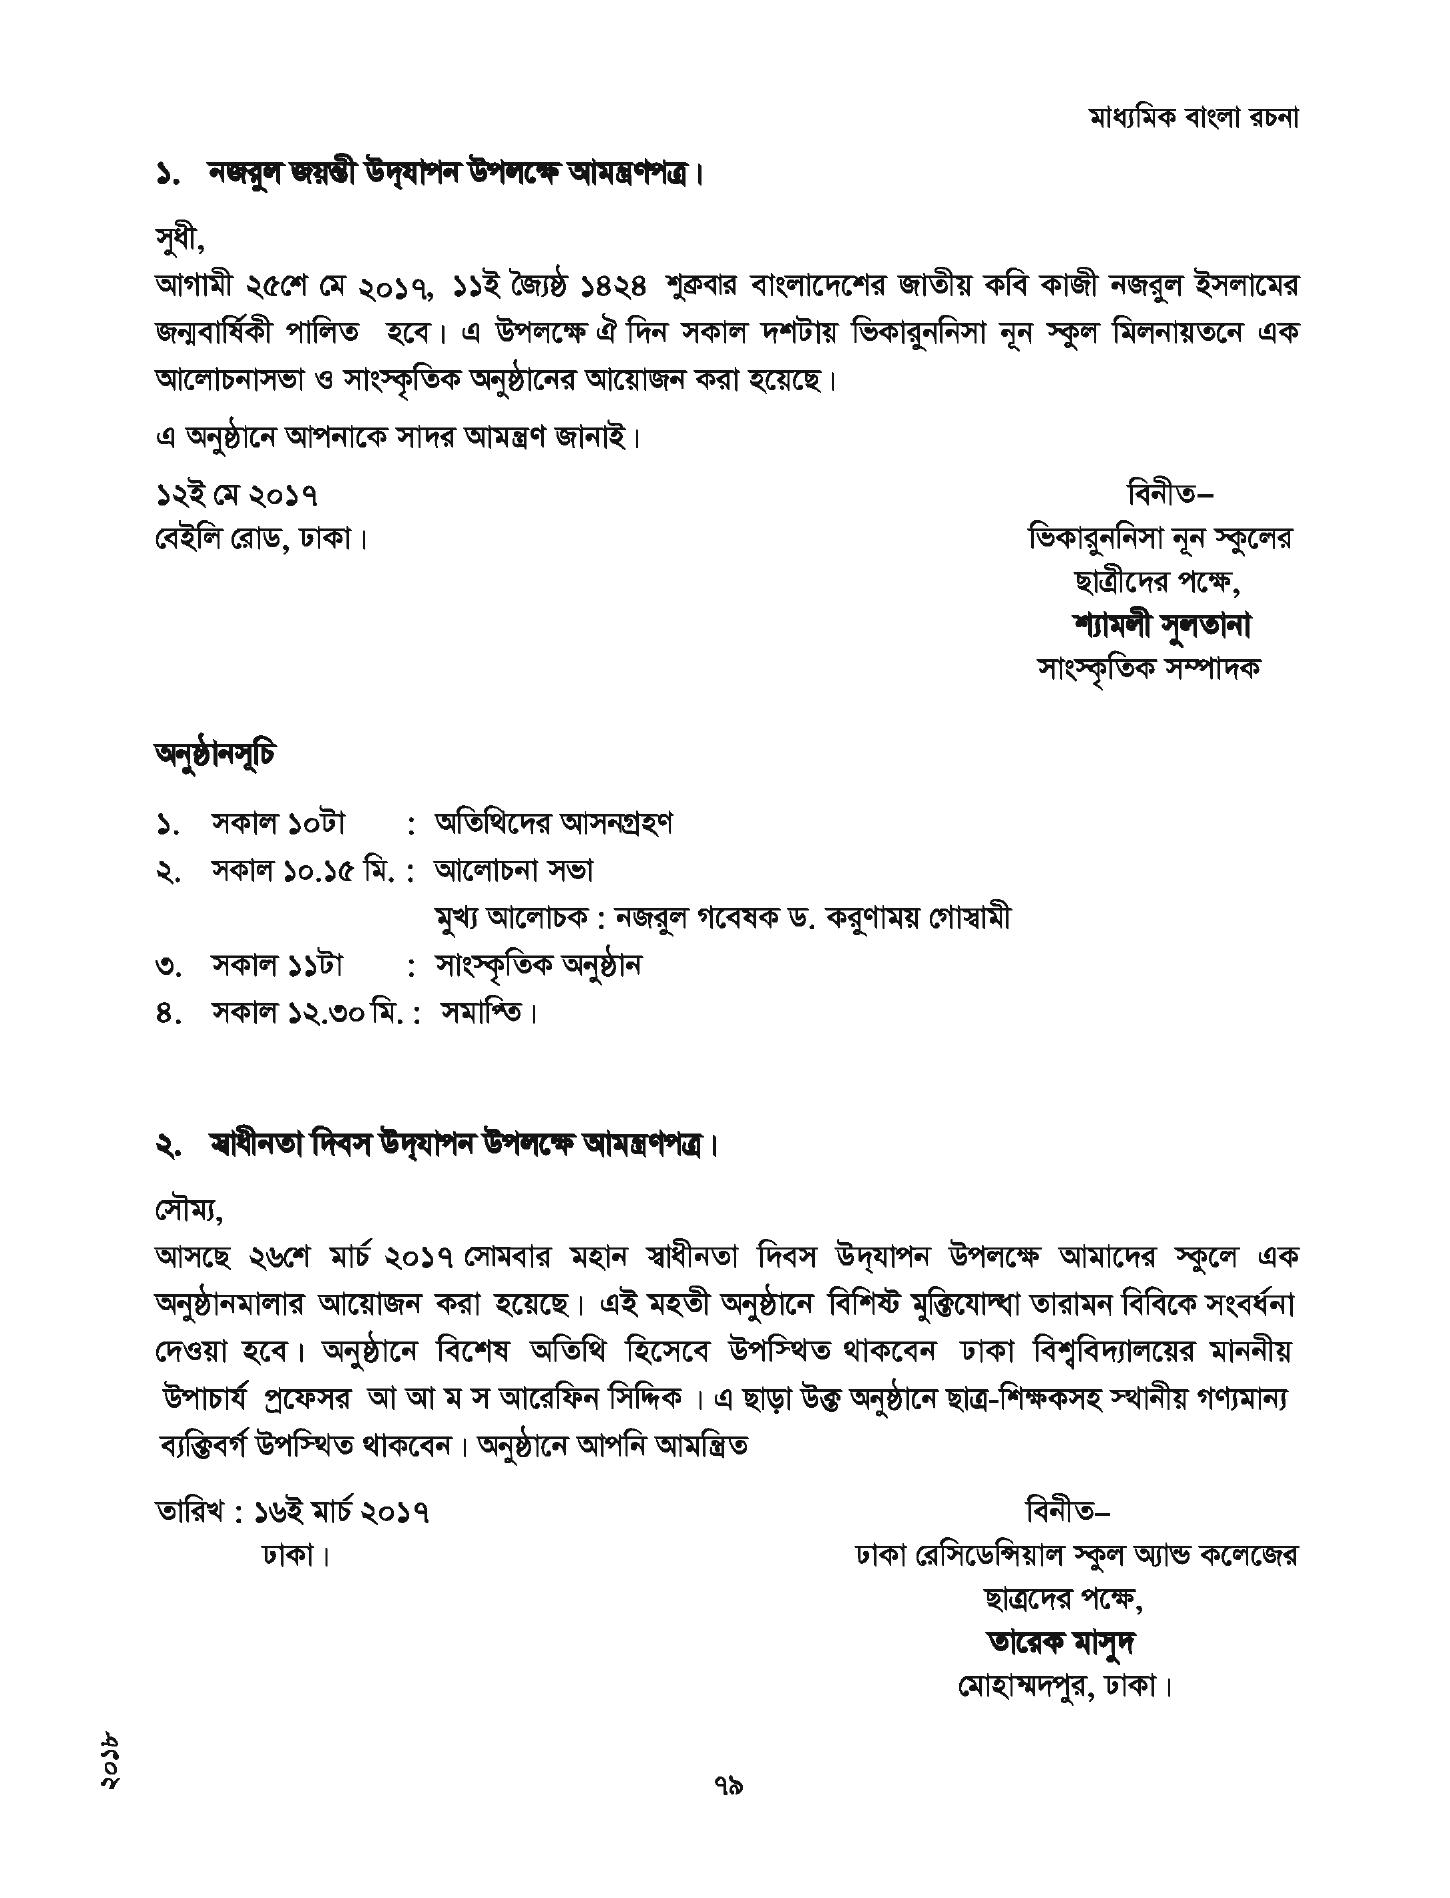 মাধ্যমিক বাংলা রচনা
১. নজরুল জয়ন্তী উদ্‌যাপন উপলক্ষে আমন্ত্রণপত্র।
সুধী,
আগামী ২৫শে মে ২০১৭, ১১ই জ্যৈষ্ঠ ১৪২৪ শুক্রবার বাংলাদেশের জাতীয় কবি কাজী নজরুল ইসলামের
জন্মবার্ষিকী পালিত হবে। এ উপলক্ষে ঐ দিন সকাল দশটায় ভিকারুননিসা নূন স্কুল মিলনায়তনে এক
আলোচনাসভা ও সাংস্কৃতিক অনুষ্ঠানের আয়োজন করা হয়েছে।
এ অনুষ্ঠানে আপনাকে সাদর আমন্ত্রণ জানাই।
১২ই মে ২০১৭
বেইলি রোড, ঢাকা।
বিনীত–
ভিকারুননিসা নূন স্কুলের
ছাত্রীদের পক্ষে,
শ্যামলী সুলতানা
সাংস্কৃতিক সম্পাদক
অনুষ্ঠানসূচি
১. সকাল ১০টা : অতিথিদের আসনগ্রহণ
২. সকাল ১০.১৫ মি. : আলোচনা সভা
মুখ্য আলোচক : নজরুল গবেষক ড. করুণাময় গোস্বামী
৩. সকাল ১১টা : সাংস্কৃতিক অনুষ্ঠান
৪. সকাল ১২.৩০ মি. : সমাপ্তি।
২. স্বাধীনতা দিবস উদ্‌যাপন উপলক্ষে আমন্ত্রণপত্র।
সৌম্য,
আসছে ২৬শে মার্চ ২০১৭ সোমবার মহান স্বাধীনতা দিবস উদ্‌যাপন উপলক্ষে আমাদের স্কুলে এক
অনুষ্ঠানমালার আয়োজন করা হয়েছে। এই মহতী অনুষ্ঠানে বিশিষ্ট মুক্তিযোদ্ধা তারামন বিবিকে সংবর্ধনা
দেওয়া হবে। অনুষ্ঠানে বিশেষ অতিথি হিসেবে উপস্থিত থাকবেন ঢাকা বিশ্ববিদ্যালয়ের মাননীয়
উপাচার্য প্রফেসর আ আ ম স আরেফিন সিদ্দিক । এ ছাড়া উক্ত অনুষ্ঠানে ছাত্র-শিক্ষকসহ স্থানীয় গণ্যমান্য
ব্যক্তিবর্গ উপস্থিত থাকবেন। অনুষ্ঠানে আপনি আমন্ত্রিত
তারিখ : ১৬ই মার্চ ২০১৭
ঢাকা।
বিনীত–
ঢাকা রেসিডেন্সিয়াল স্কুল অ্যান্ড কলেজের
ছাত্রদের পক্ষে,
তারেক মাসুদ
মোহাম্মদপুর, ঢাকা।
২০১৮
৭৯